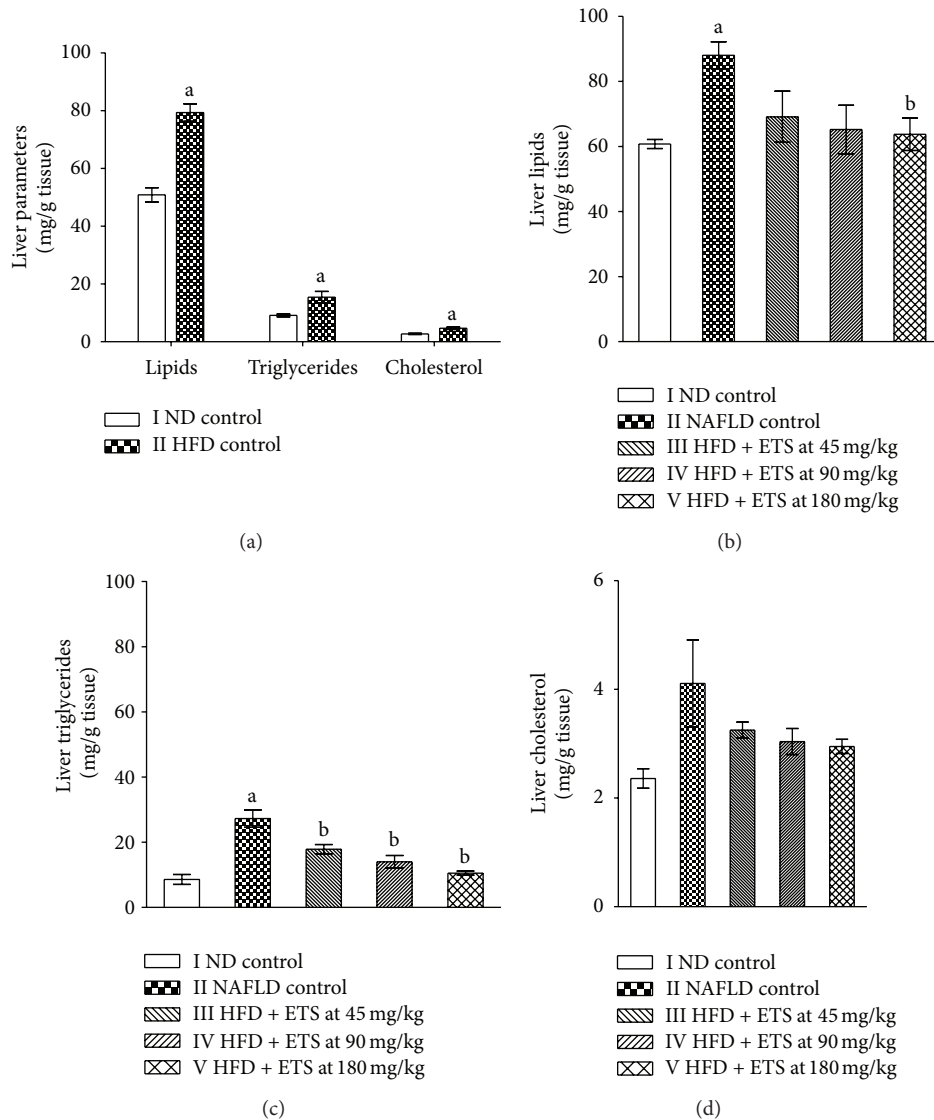 100
80
60
40
20
0
Liver parameters
(mg/g tissue)
a
a
a
Lipids
Triglycerides
Cholesterol
I ND control
II HFD control
(a)
100
80
60
40
20
0
Liver lipids
(mg/g tissue)
a
b
I ND control
II NAFLD control
III HFD + ETS at 45 mg/kg
IV HFD + ETS at 90 mg/kg
V HFD + ETS at 180 mg/kg
(b)
100
80
60
40
20
0
Liver triglycerides
(mg/g tissue)
a
b
b
b
I ND control
II NAFLD control
III HFD + ETS at 45 mg/kg
IV HFD + ETS at 90 mg/kg
V HFD + ETS at 180 mg/kg
(c)
6
4
2
0
Liver cholesterol
(mg/g tissue)
I ND control
II NAFLD control
III HFD + ETS at 45 mg/kg
IV HFD + ETS at 90 mg/kg
V HFD + ETS at 180 mg/kg
(d)